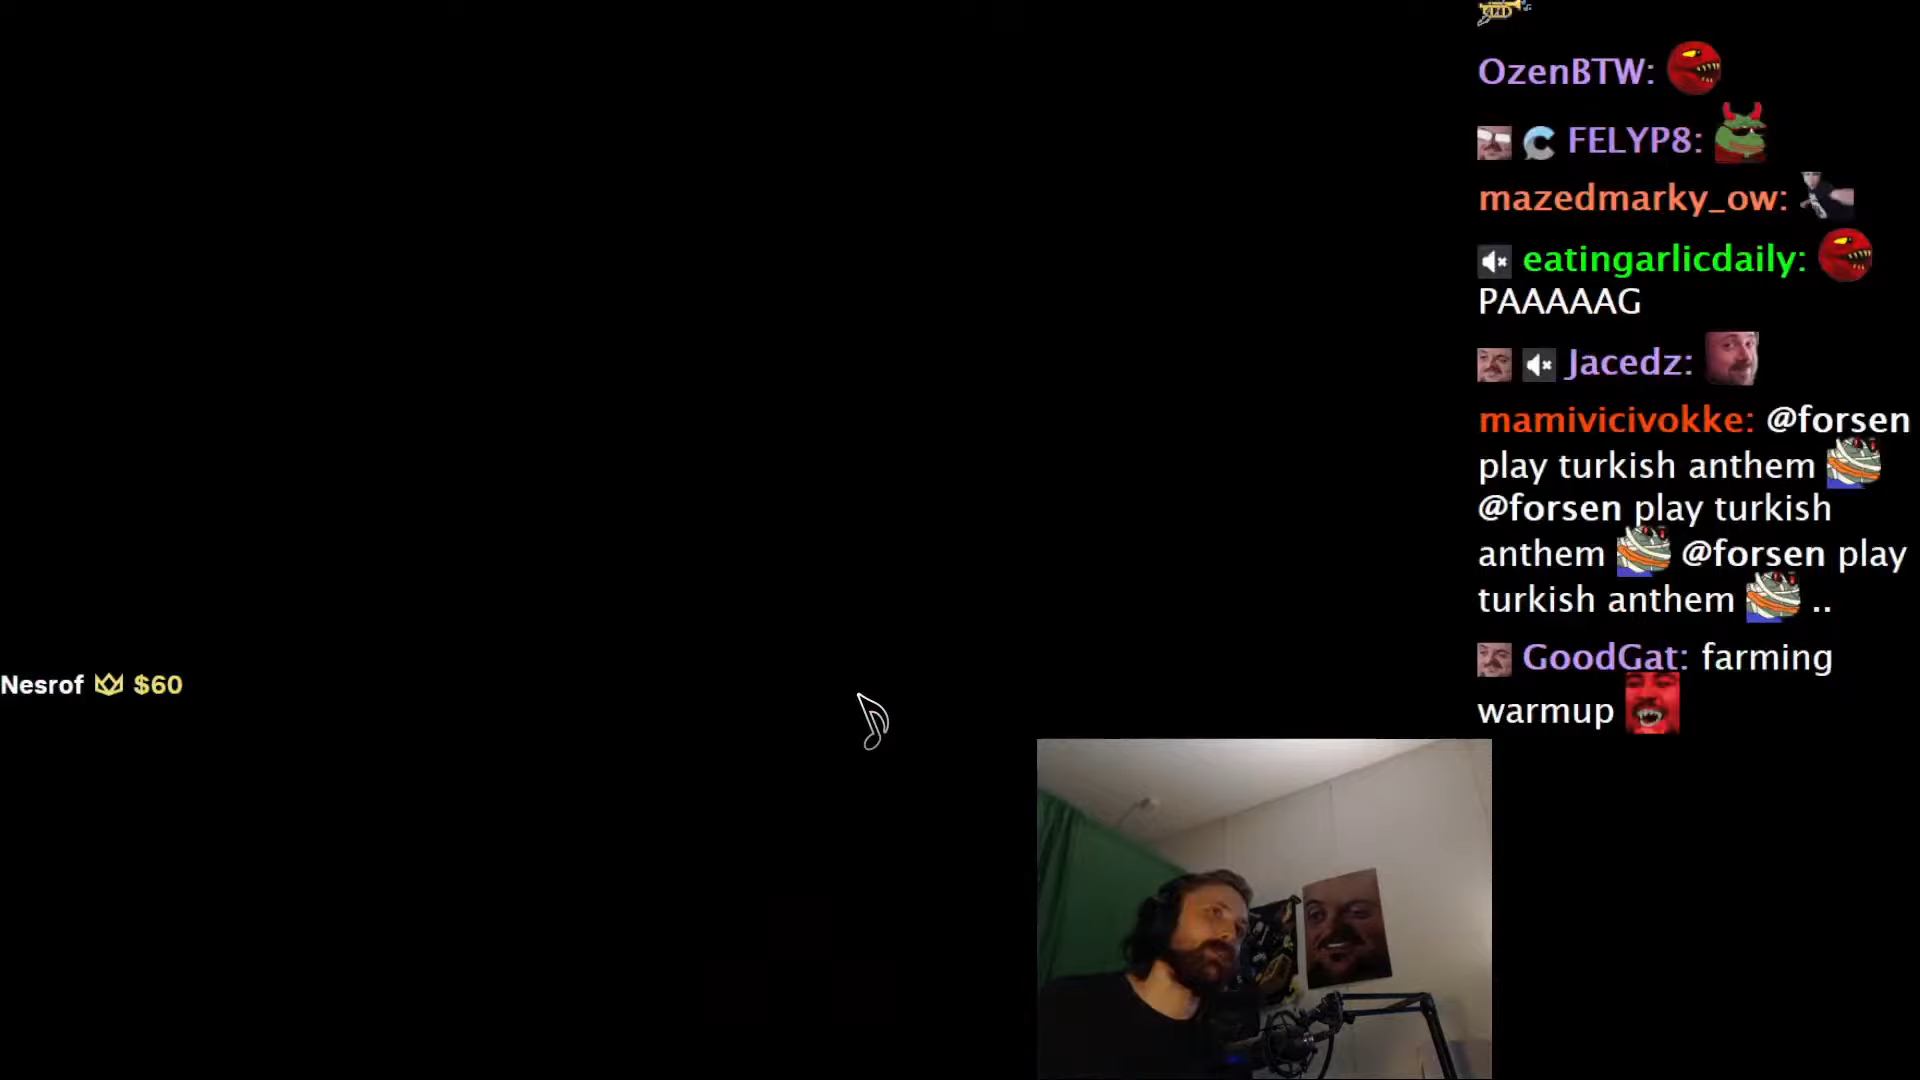 OzenBTW:
FELYP8:
mazedmarky_ow:
eatingarlicdaily:
PAAAAAG
Jacedz:
mamivicivokke: @forsen
play turkish anthem
@forsen play turkish
anthem @forsen play
turkish anthem ..
GoodGat: farming
warmup
Nesrof $60